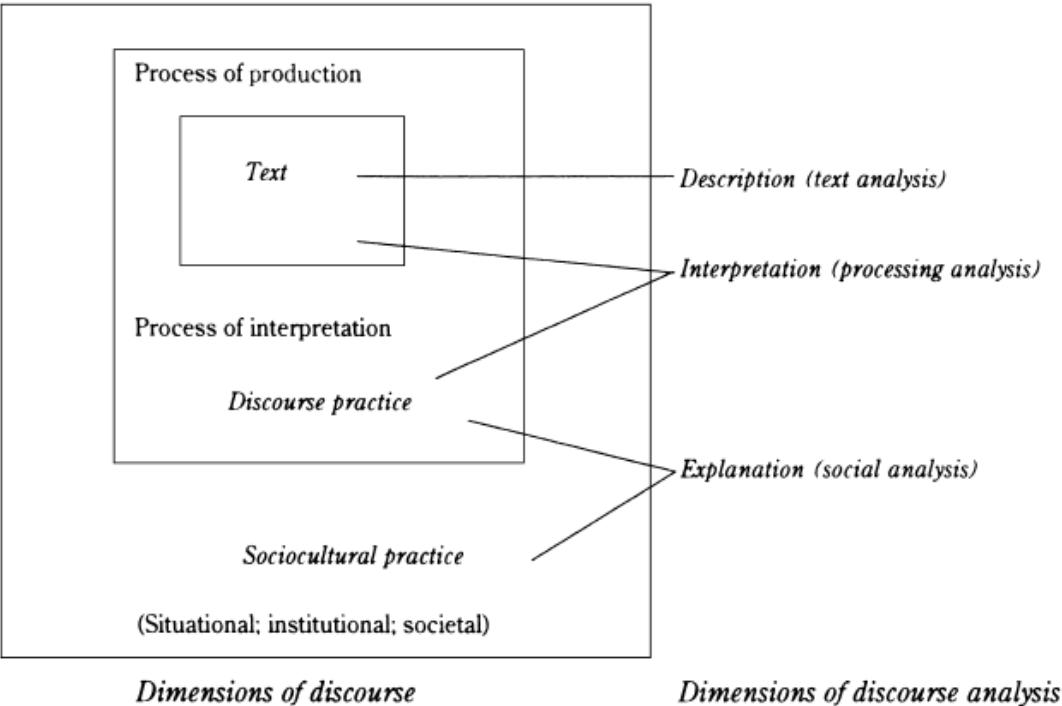 Process of production
Text
Description (text analysis)
Interpretation (processing analysis)
Process of interpretation
Discourse practice
Explanation (social analysis)
Sociocultural practice
(Situational; institutional; societal)
Dimensions of discourse
Dimensions of discourse analysis